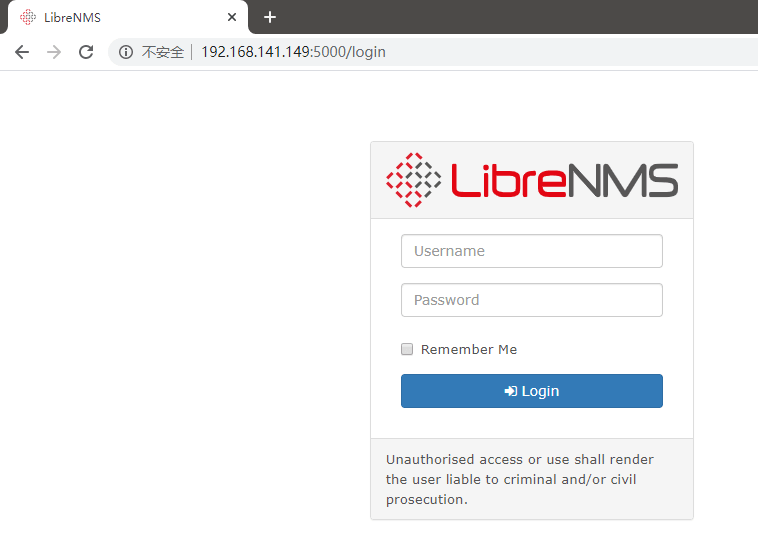 LibreNMS
不安全 192.168.141.149:5000/login
LibreNMS
Username
Password
Remember Me
Login
Unauthorised access or use shall render
the user liable to criminal and/or civil
prosecution.